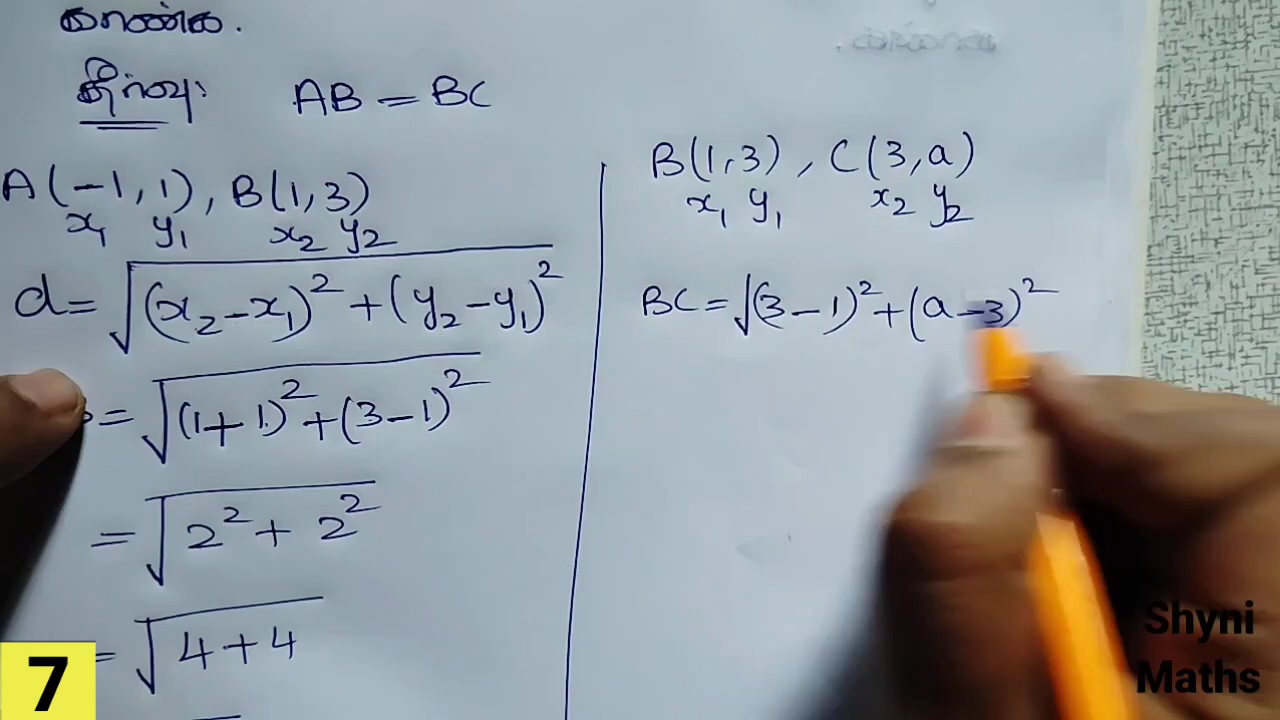 காண்க.
தீர்வு: AB = BC
A(-1, 1), B(1, 3)
x₁ y₁ x₂ y₂
d = √(x₂-x₁)² + (y₂-y₁)²
= √(1+1)² + (3-1)²
= √2² + 2²
= √4+4
B(1,3), C(3,a)
x₁ y₁ x₂ y₂
BC = √(3-1)² + (a-3)²
7
Shyni
Maths